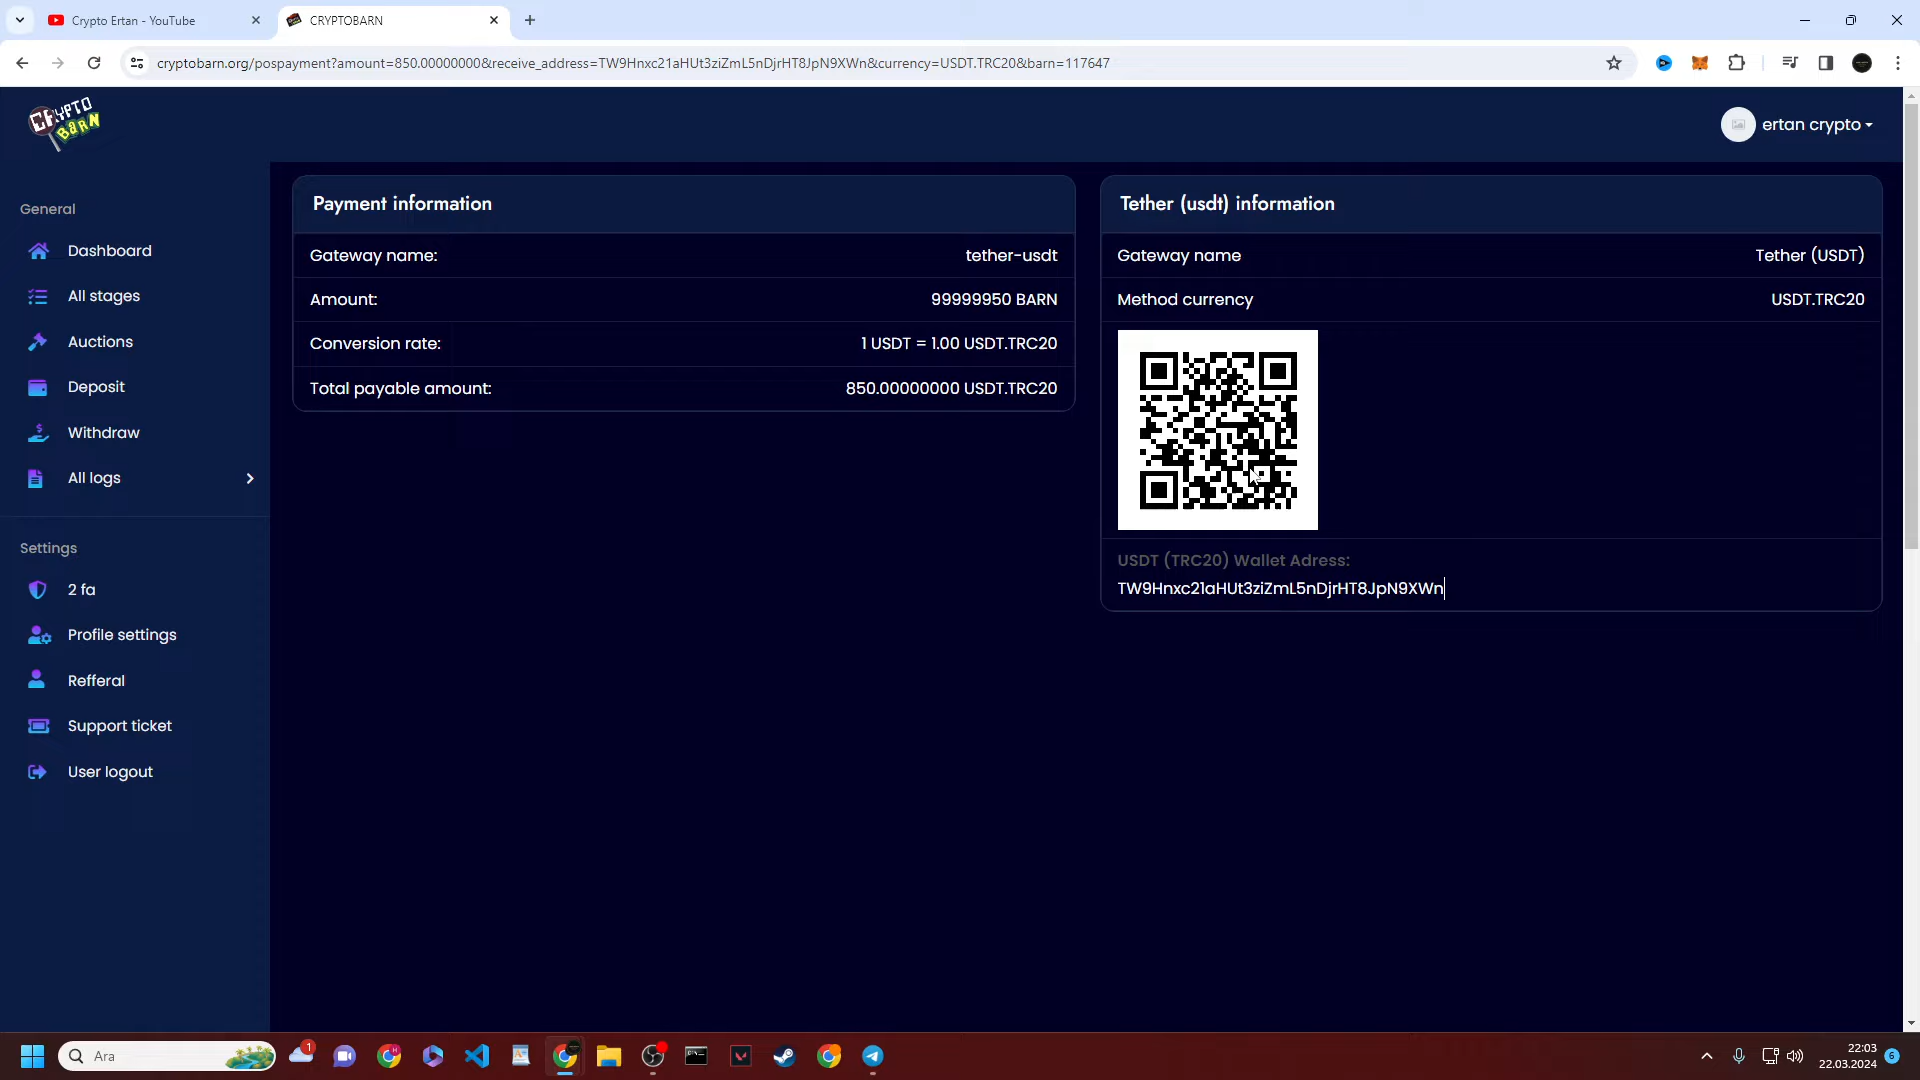 Crypto Ertan - YouTube
CRYPTOBARN
cryptobarn.org/pospayment?amount=850.00000000&receive_address=TW9Hnxc21aHUt3ziZmL5nDjrHT8JpN9XWn&currency=USDT.TRC20&barn=117647
CRYPTO
BARN
ertan crypto
General
Dashboard
All stages
Auctions
Deposit
Withdraw
All logs
Settings
2 fa
Profile settings
Refferal
Support ticket
User logout
Payment information
Gateway name: tether-usdt
Amount: 99999950 BARN
Conversion rate: 1 USDT = 1.00 USDT.TRC20
Total payable amount: 850.00000000 USDT.TRC20
Tether (usdt) information
Gateway name Tether (USDT)
Method currency USDT.TRC20
USDT (TRC20) Wallet Adress:
TW9Hnxc21aHUt3ziZmL5nDjrHT8JpN9XWn
Ara
1
22:03
22.03.2024
6